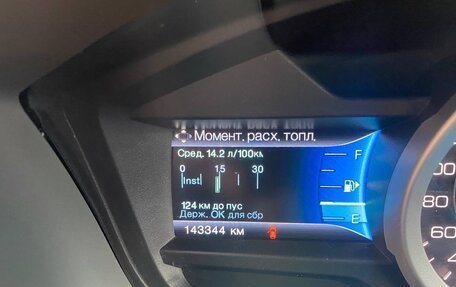 Момент. расх. топл.
Сред. 14.2 л/100км
0 15 30
Inst
124 км до пус
Держ. OK для сбр
143344 км
F
E
100
80
60